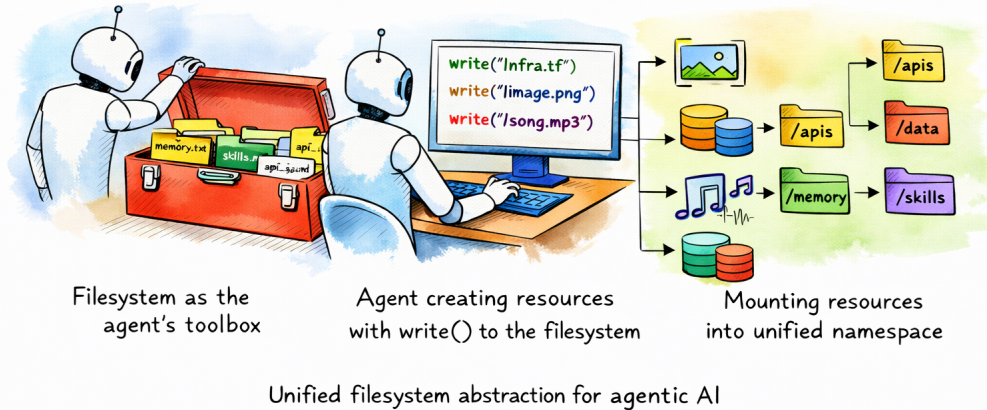 memory.txt
skills.m
api_
write("Infra.tf")
write("limage.png")
write("/song.mp3")
/apis
/apis
/data
/memory
/skills
Filesystem as the
agent's toolbox
Agent creating resources
with write() to the filesystem
Mounting resources
into unified namespace
Unified filesystem abstraction for agentic AI